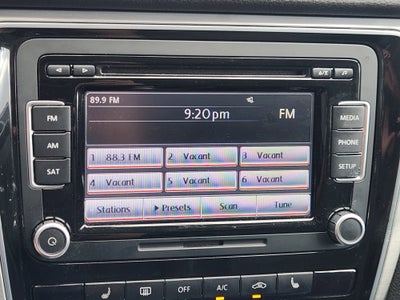 89.9 FM
9:20pm FM
FM
AM
SAT
MEDIA
PHONE
SETUP
1 88.3 FM 2 Vacant 3 Vacant
4 Vacant 5 Vacant 6 Vacant
Stations Presets Scan Tune
OFF A/C